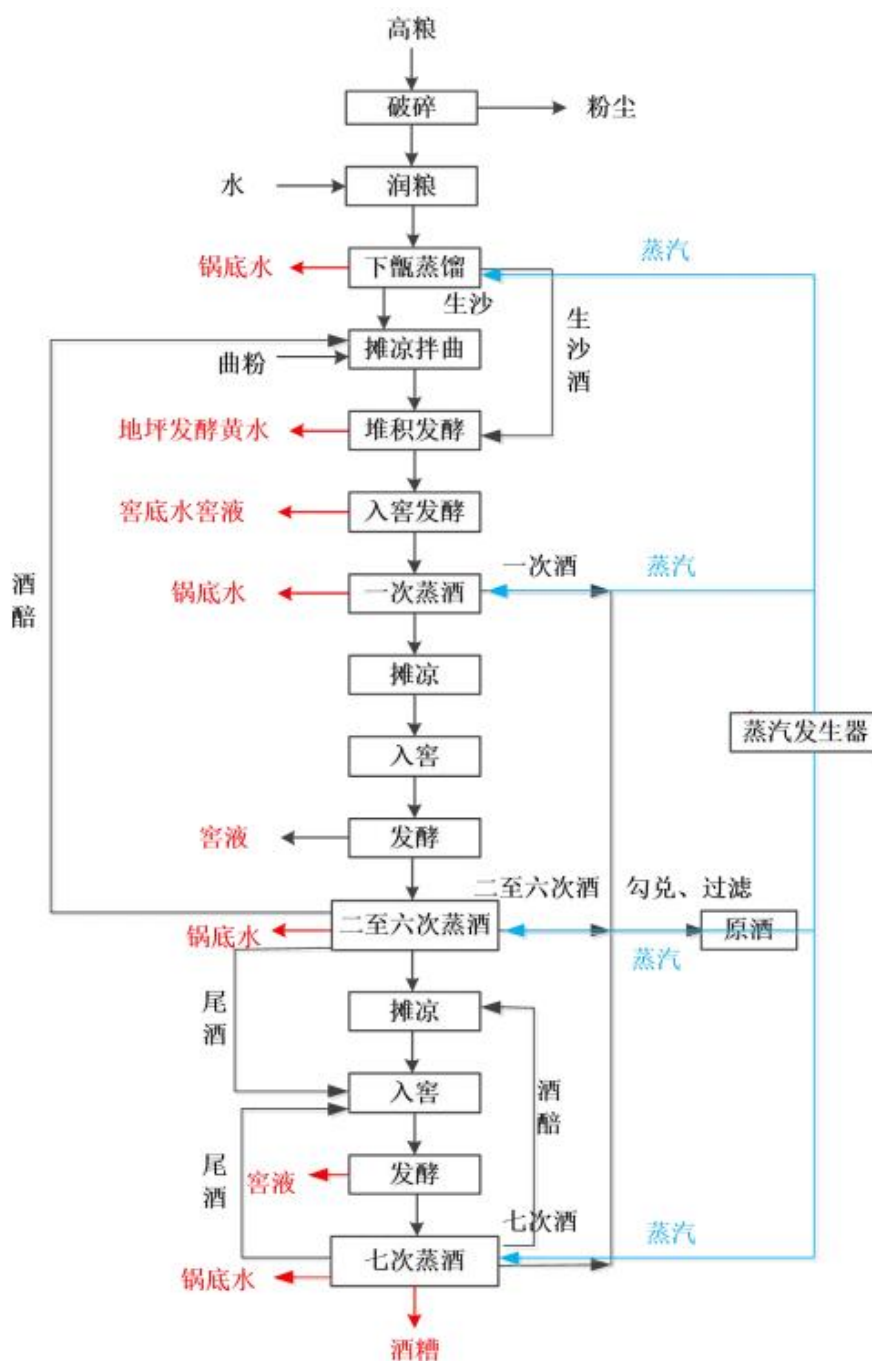 高粮
破碎
粉尘
水
润粮
锅底水
下甑蒸馏
蒸汽
生沙
生沙酒
曲粉
摊凉拌曲
地坪发酵黄水
堆积发酵
窖底水窖液
入窖发酵
酒醅
锅底水
一次蒸酒
一次酒
蒸汽
摊凉
蒸汽发生器
入窖
窖液
发酵
二至六次酒
勾兑、过滤
锅底水
二至六次蒸酒
原酒
蒸汽
尾酒
摊凉
入窖
酒醅
尾酒
窖液
发酵
七次酒
锅底水
七次蒸酒
蒸汽
酒糟